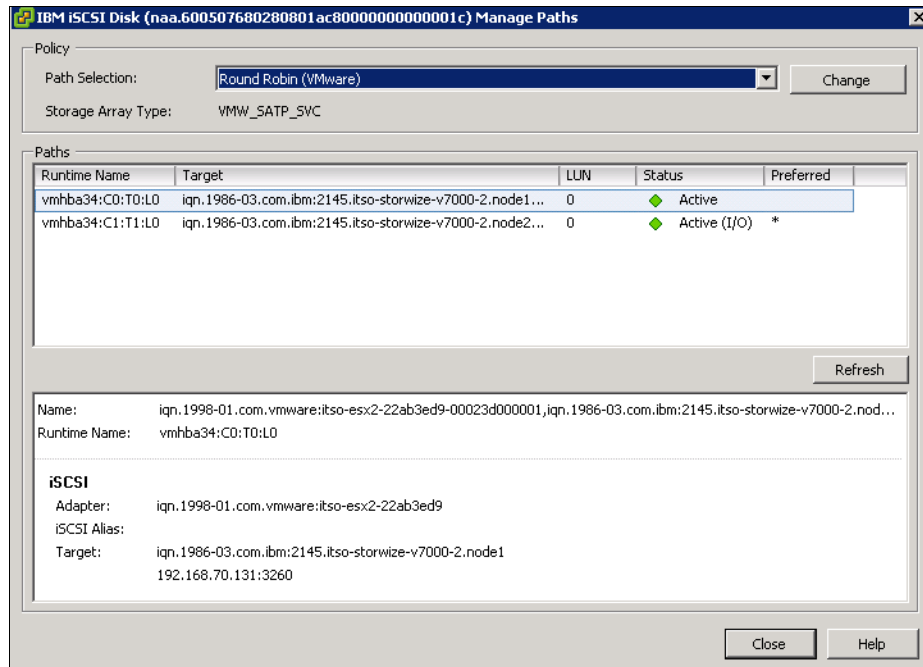 IBM iSCSI Disk (naa.600507680280801ac80000000000001c) Manage Paths
Policy
Path Selection: Round Robin (VMware) Change
Storage Array Type: VMW_SATP_SVC
Paths
Runtime Name Target LUN Status Preferred
vmhba34:C0:T0:L0 iqn.1986-03.com.ibm:2145.itso-storwize-v7000-2.node1... 0 Active
vmhba34:C1:T1:L0 iqn.1986-03.com.ibm:2145.itso-storwize-v7000-2.node2... 0 Active (I/O) *
Refresh
Name: iqn.1998-01.com.vmware:itso-esx2-22ab3ed9-00023d000001,iqn.1986-03.com.ibm:2145.itso-storwize-v7000-2.nod...
Runtime Name: vmhba34:C0:T0:L0
iSCSI
Adapter: iqn.1998-01.com.vmware:itso-esx2-22ab3ed9
iSCSI Alias:
Target: iqn.1986-03.com.ibm:2145.itso-storwize-v7000-2.node1
192.168.70.131:3260
Close Help